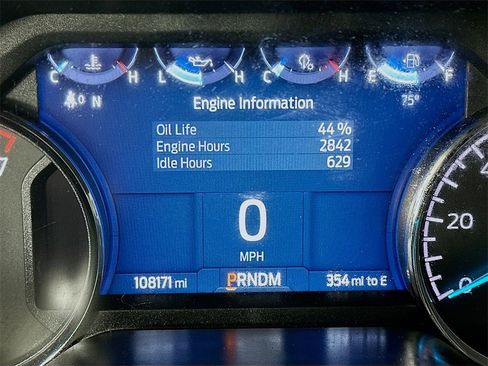 C H L H C H E F
N 75°
Engine Information
Oil Life 44 %
Engine Hours 2842
Idle Hours 629
0
MPH
108171 mi PRNDM 354 mi to E
20
0